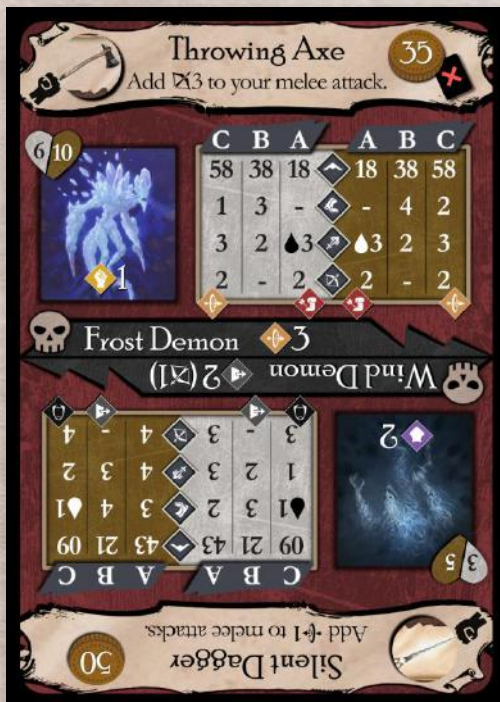 Throwing Axe
35
Add 3 to your melee attack.
6 10
C B A A B C
58 38 18 18 38 58
1 3 - - 4 2
3 2 3 3 2 3
2 - 2 2 - 2
1
Frost Demon 3
Silent Dagger
50
Add +1 to melee attacks.
3 5
C B A A B C
60 21 43 43 21 60
1 3 2 3 4 1
1 2 3 4 3 2
3 - 3 4 - 4
2
Wind Demon 2 (1)